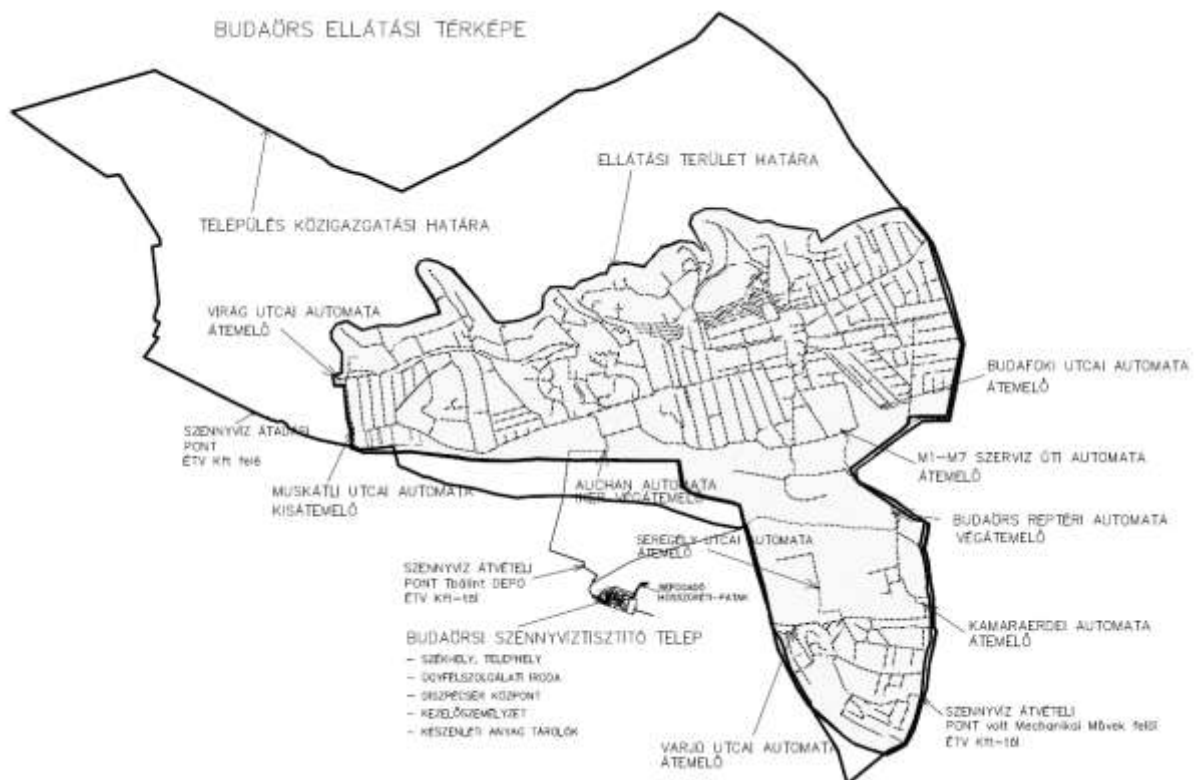 BUDAÖRS ELLÁTÁSI TÉRKÉPE
ELLÁTÁSI TERÜLET HATÁRA
TELEPÜLÉS KÖZIGAZGATÁSI HATÁRA
VIRÁG UTCAI AUTOMATA
ÁTEMELŐ
BUDAFOKI UTCAI AUTOMATA
ÁTEMELŐ
SZENNYVÍZ ÁTADÁSI
PONT
ÉTV Kft felé
M1-M7 SZERVIZ ÚTI AUTOMATA
ÁTEMELŐ
MUSKÁTLI UTCAI AUTOMATA
KISÁTEMELŐ
AUCHAN AUTOMATA
VÉGÁTEMELŐ
BUDAÖRS REPTÉRI AUTOMATA
VÉGÁTEMELŐ
SEREGÉLY UTCAI AUTOMATA
ÁTEMELŐ
SZENNYVÍZ ÁTVÉTELI
PONT Tbálint DEPÓ
ÉTV Kft-től
BEFOGADÓ
HOSSZÚRÉTI-PATAK
KAMARAERDEI AUTOMATA
ÁTEMELŐ
BUDAÖRSI SZENNYVÍZTISZTÍTÓ TELEP
- SZÉKHELY, TELEPHELY
- ÜGYFÉLSZOLGÁLATI IRODA
- DISZPÉCSER KÖZPONT
- KEZELŐSZEMÉLYZET
- KÉSZENLÉTI ANYAG TÁROLÓK
SZENNYVÍZ ÁTVÉTELI
PONT volt Mechanikai Művek felől
ÉTV Kft-től
VARJÚ UTCAI AUTOMATA
ÁTEMELŐ